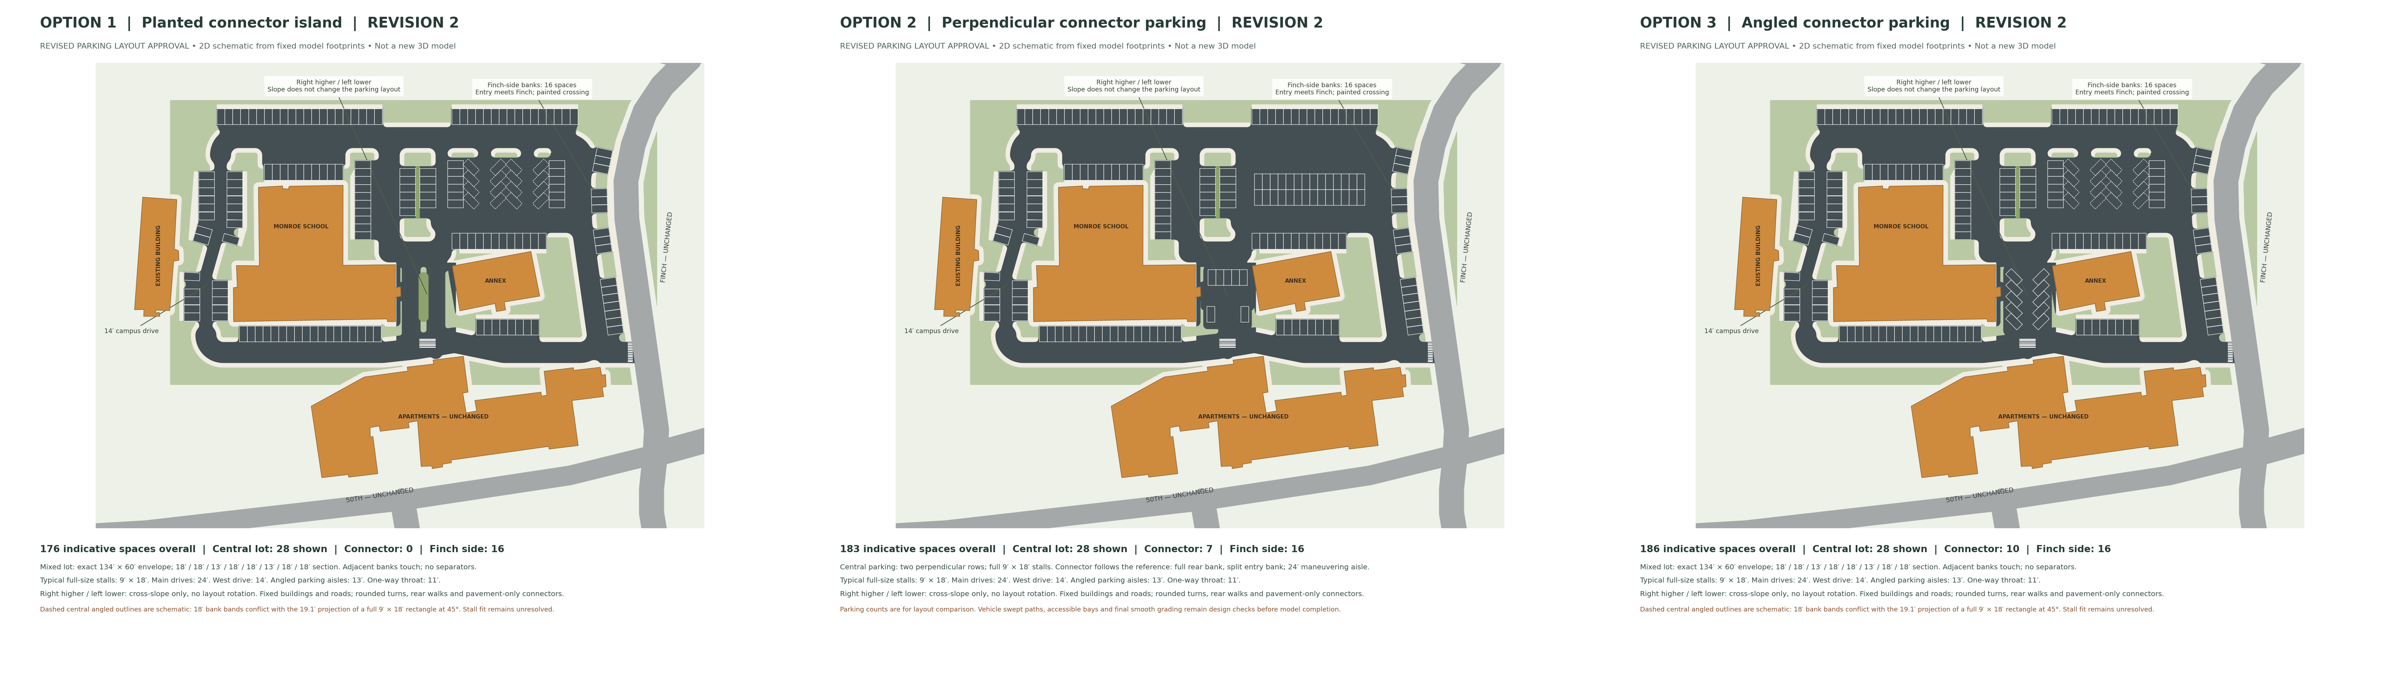 OPTION 1 | Planted connector island | REVISION 2
REVISED PARKING LAYOUT APPROVAL • 2D schematic from fixed model footprints • Not a new 3D model
Right higher / left lower
Slope does not change the parking layout
Finch-side banks: 16 spaces
Entry meets Finch; painted crossing
MONROE SCHOOL
EXISTING BUILDING
ANNEX
FINCH — UNCHANGED
14′ campus drive
APARTMENTS — UNCHANGED
50TH — UNCHANGED
176 indicative spaces overall | Central lot: 28 shown | Connector: 0 | Finch side: 16
Mixed lot: exact 134′ × 60′ envelope; 18′ / 18′ / 13′ / 18′ / 18′ / 13′ / 18′ / 18′ section. Adjacent banks touch; no separators.
Typical full-size stalls: 9′ × 18′. Main drives: 24′. West drive: 14′. Angled parking aisles: 13′. One-way throat: 11′.
Right higher / left lower: cross-slope only, no layout rotation. Fixed buildings and roads; rounded turns, rear walks and pavement-only connectors.
Dashed central angled outlines are schematic: 18′ bank bands conflict with the 19.1′ projection of a full 9′ × 18′ rectangle at 45°. Stall fit remains unresolved.
OPTION 2 | Perpendicular connector parking | REVISION 2
REVISED PARKING LAYOUT APPROVAL • 2D schematic from fixed model footprints • Not a new 3D model
Right higher / left lower
Slope does not change the parking layout
Finch-side banks: 16 spaces
Entry meets Finch; painted crossing
MONROE SCHOOL
EXISTING BUILDING
ANNEX
FINCH — UNCHANGED
14′ campus drive
APARTMENTS — UNCHANGED
50TH — UNCHANGED
183 indicative spaces overall | Central lot: 28 shown | Connector: 7 | Finch side: 16
Central parking: two perpendicular rows; full 9′ × 18′ stalls. Connector follows the reference: full rear bank, split entry bank; 24′ maneuvering aisle.
Typical full-size stalls: 9′ × 18′. Main drives: 24′. West drive: 14′. Angled parking aisles: 13′. One-way throat: 11′.
Right higher / left lower: cross-slope only, no layout rotation. Fixed buildings and roads; rounded turns, rear walks and pavement-only connectors.
Parking counts are for layout comparison. Vehicle swept paths, accessible bays and final smooth grading remain design checks before model completion.
OPTION 3 | Angled connector parking | REVISION 2
REVISED PARKING LAYOUT APPROVAL • 2D schematic from fixed model footprints • Not a new 3D model
Right higher / left lower
Slope does not change the parking layout
Finch-side banks: 16 spaces
Entry meets Finch; painted crossing
MONROE SCHOOL
EXISTING BUILDING
ANNEX
FINCH — UNCHANGED
14′ campus drive
APARTMENTS — UNCHANGED
50TH — UNCHANGED
186 indicative spaces overall | Central lot: 28 shown | Connector: 10 | Finch side: 16
Mixed lot: exact 134′ × 60′ envelope; 18′ / 18′ / 13′ / 18′ / 18′ / 13′ / 18′ / 18′ section. Adjacent banks touch; no separators.
Typical full-size stalls: 9′ × 18′. Main drives: 24′. West drive: 14′. Angled parking aisles: 13′. One-way throat: 11′.
Right higher / left lower: cross-slope only, no layout rotation. Fixed buildings and roads; rounded turns, rear walks and pavement-only connectors.
Dashed central angled outlines are schematic: 18′ bank bands conflict with the 19.1′ projection of a full 9′ × 18′ rectangle at 45°. Stall fit remains unresolved.